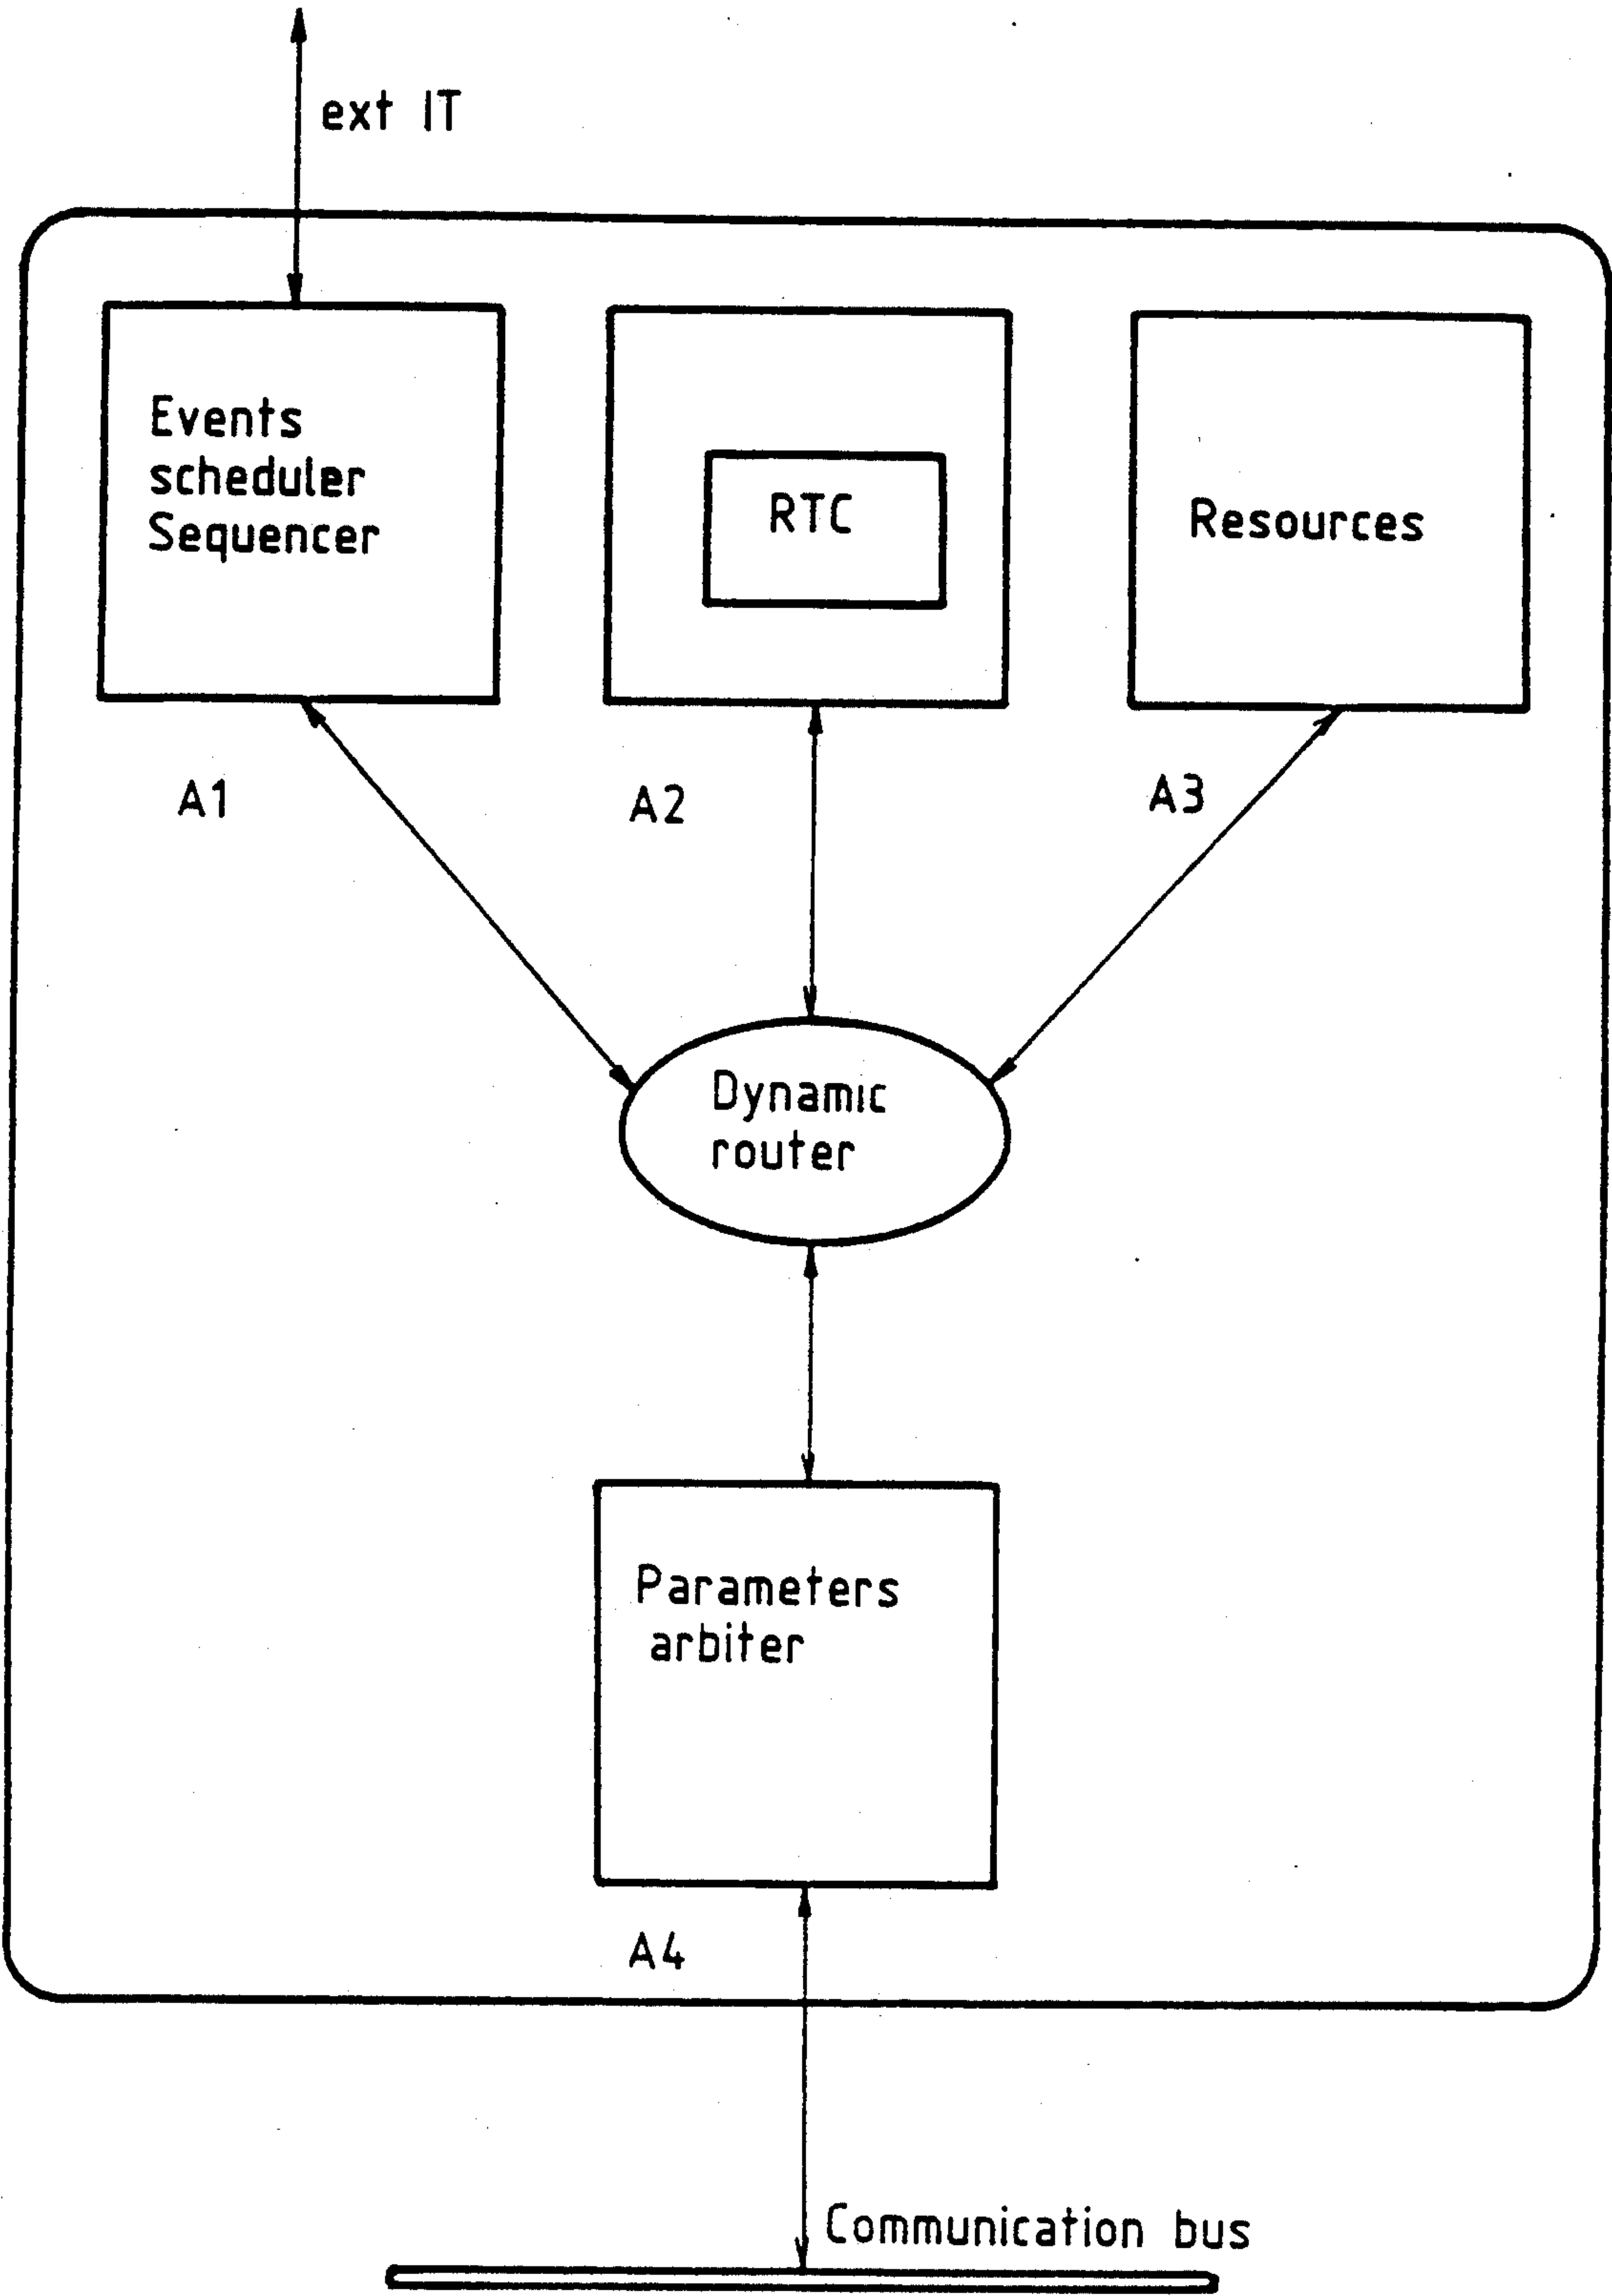 ext IT
Events
scheduler
Sequencer
RTC
Resources
A1
A2
A3
Dynamic
router
Parameters
arbiter
A4
Communication bus